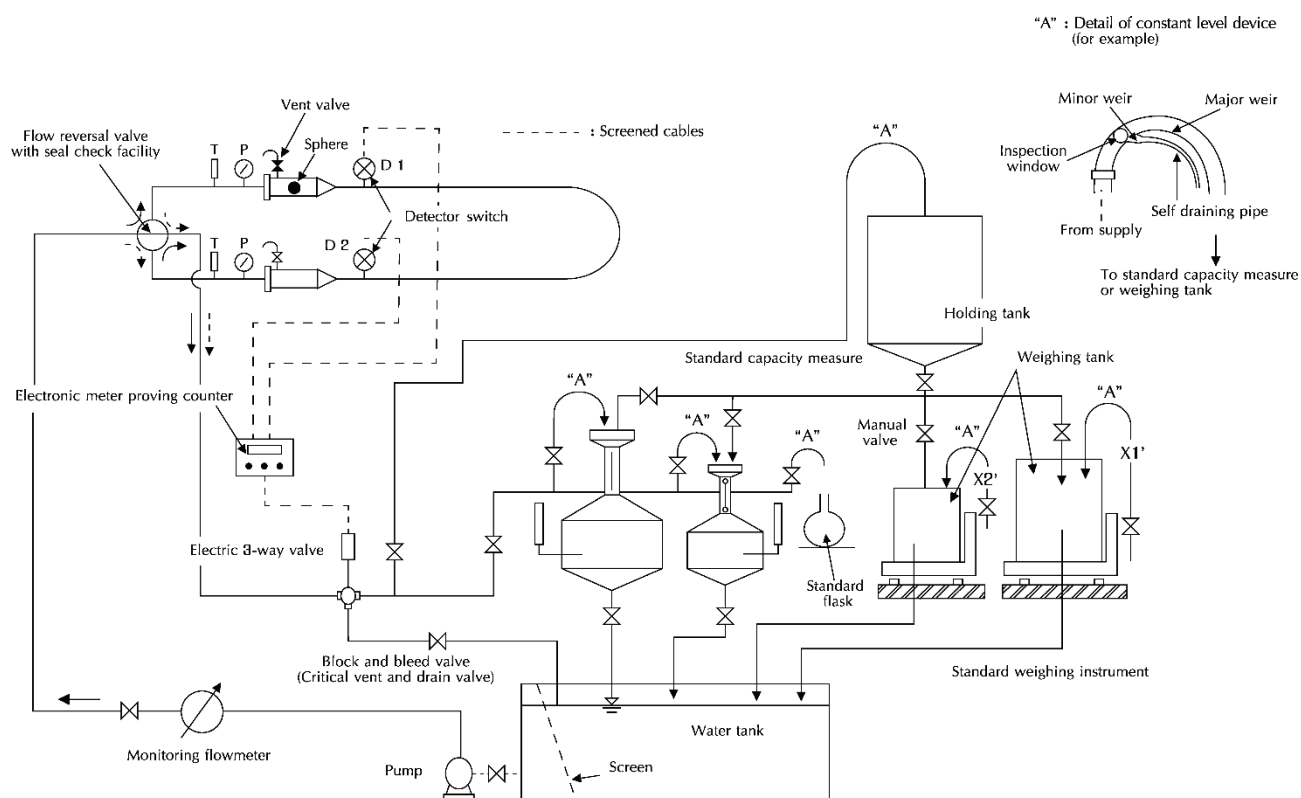 "A" : Detail of constant level device
(for example)
Minor weir
Major weir
Inspection
window
Self draining pipe
From supply
To standard capacity measure
or weighing tank
Flow reversal valve
with seal check facility
Vent valve
Sphere
T
P
D 1
: Screened cables
Detector switch
T
P
D 2
"A"
Holding tank
Electronic meter proving counter
Standard capacity measure
Weighing tank
"A"
"A"
"A"
Manual
valve
"A"
X2'
"A"
X1'
Electric 3-way valve
Standard
flask
Block and bleed valve
(Critical vent and drain valve)
Standard weighing instrument
Monitoring flowmeter
Pump
Water tank
Screen